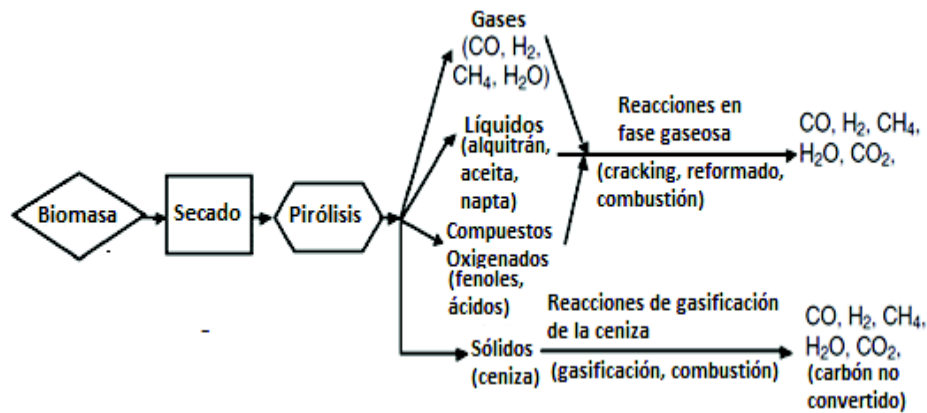 Biomasa
Secado
Pirólisis
Gases
(CO, H₂,
CH₄, H₂O)
Líquidos
(alquitrán,
aceita,
napta)
Compuestos
Oxigenados
(fenoles,
ácidos)
Sólidos
(ceniza)
Reacciones en
fase gaseosa
(cracking, reformado,
combustión)
CO, H₂, CH₄,
H₂O, CO₂,
Reacciones de gasificación
de la ceniza
(gasificación, combustión)
CO, H₂, CH₄,
H₂O, CO₂,
(carbón no
convertido)